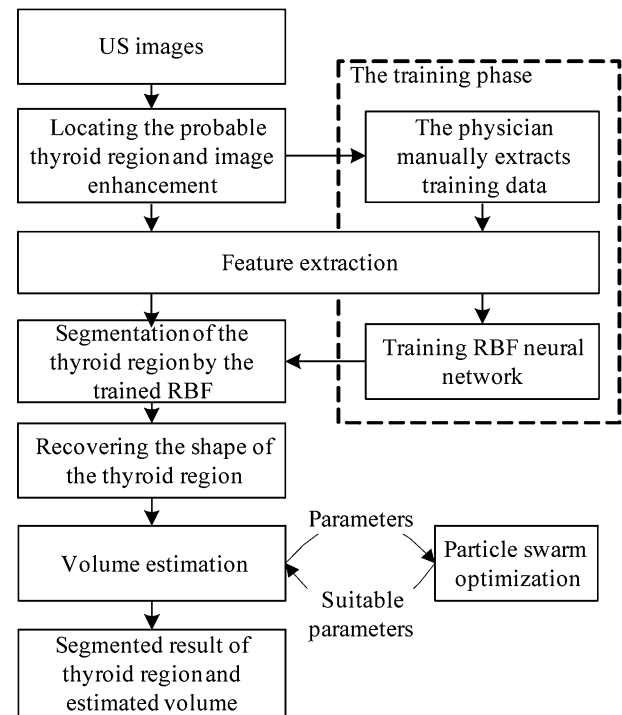 US images
The training phase
Locating the probable
thyroid region and image
enhancement
The physician
manually extracts
training data
Feature extraction
Segmentation of the
thyroid region by the
trained RBF
Training RBF neural
network
Recovering the shape of
the thyroid region
Volume estimation
Parameters
Suitable
parameters
Particle swarm
optimization
Segmented result of
thyroid region and
estimated volume